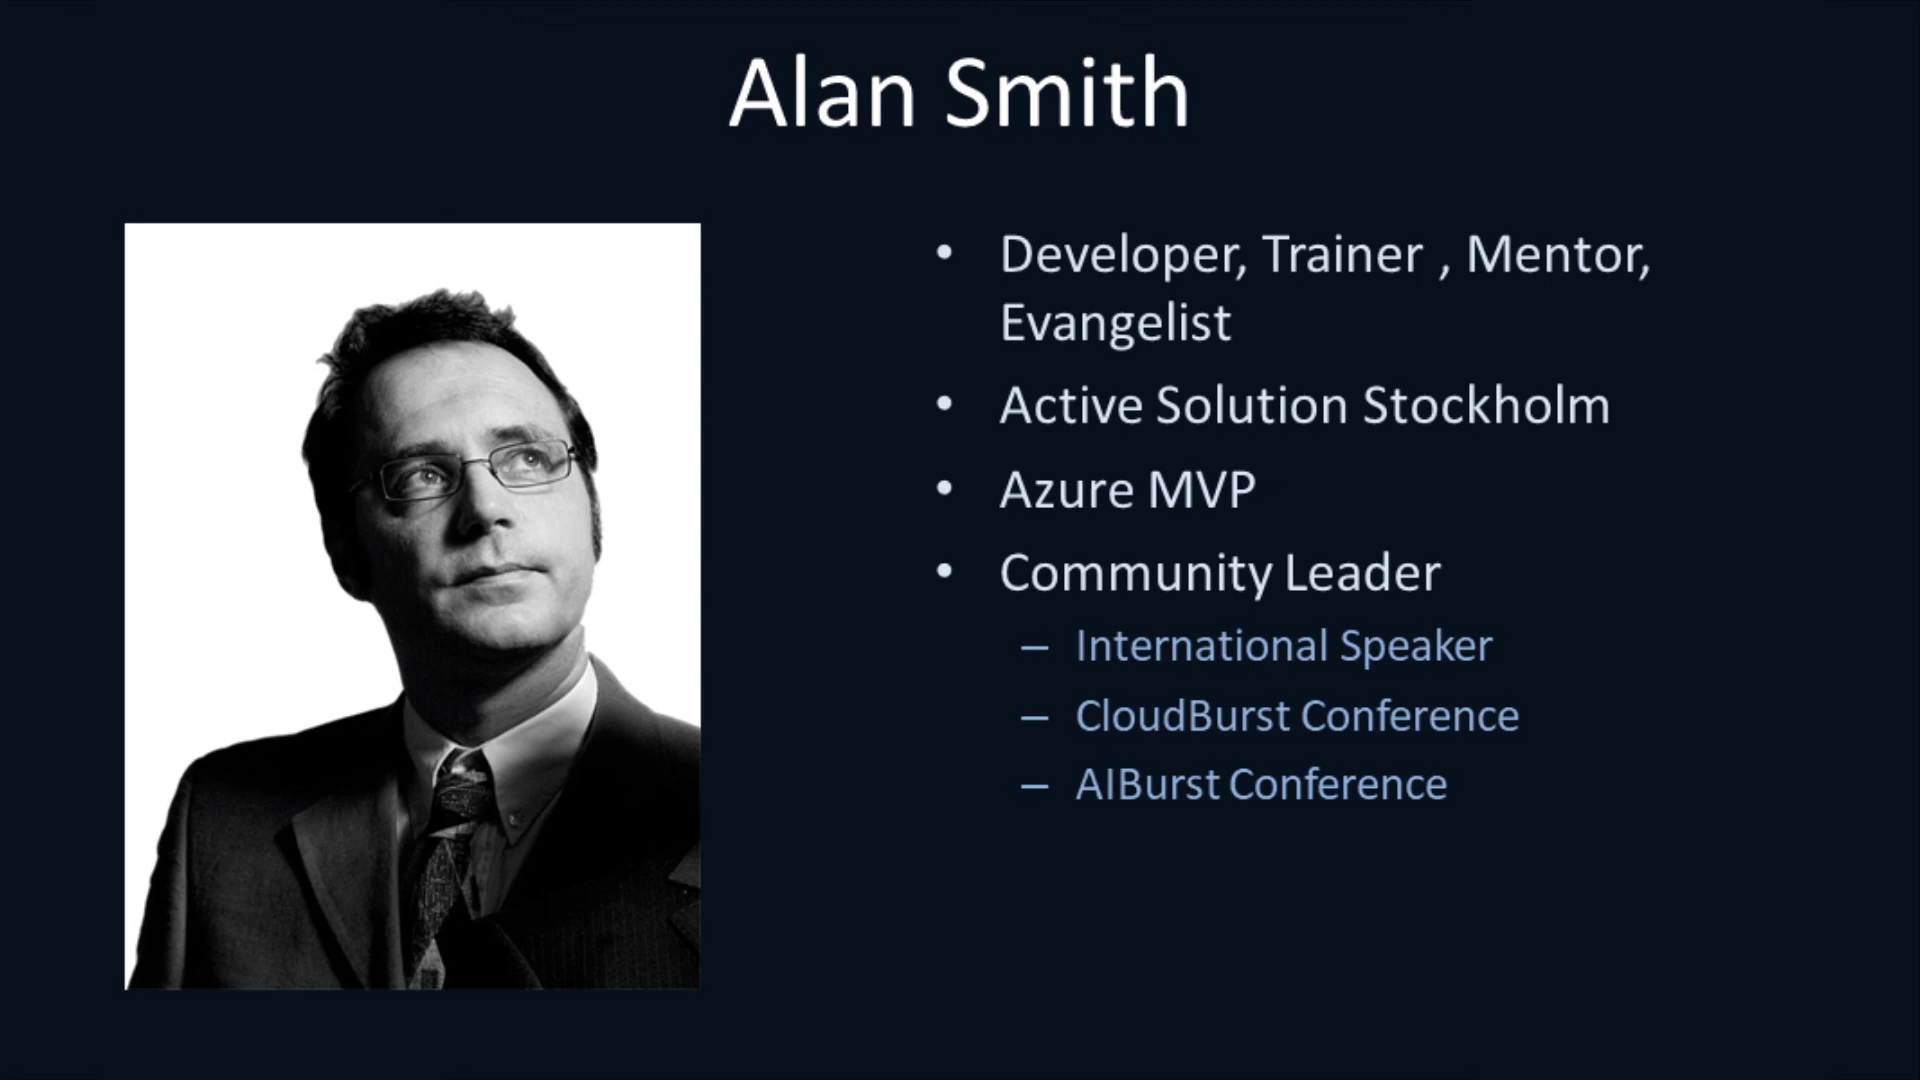 Alan Smith
• Developer, Trainer , Mentor,
Evangelist
• Active Solution Stockholm
• Azure MVP
• Community Leader
– International Speaker
– CloudBurst Conference
– AIBurst Conference